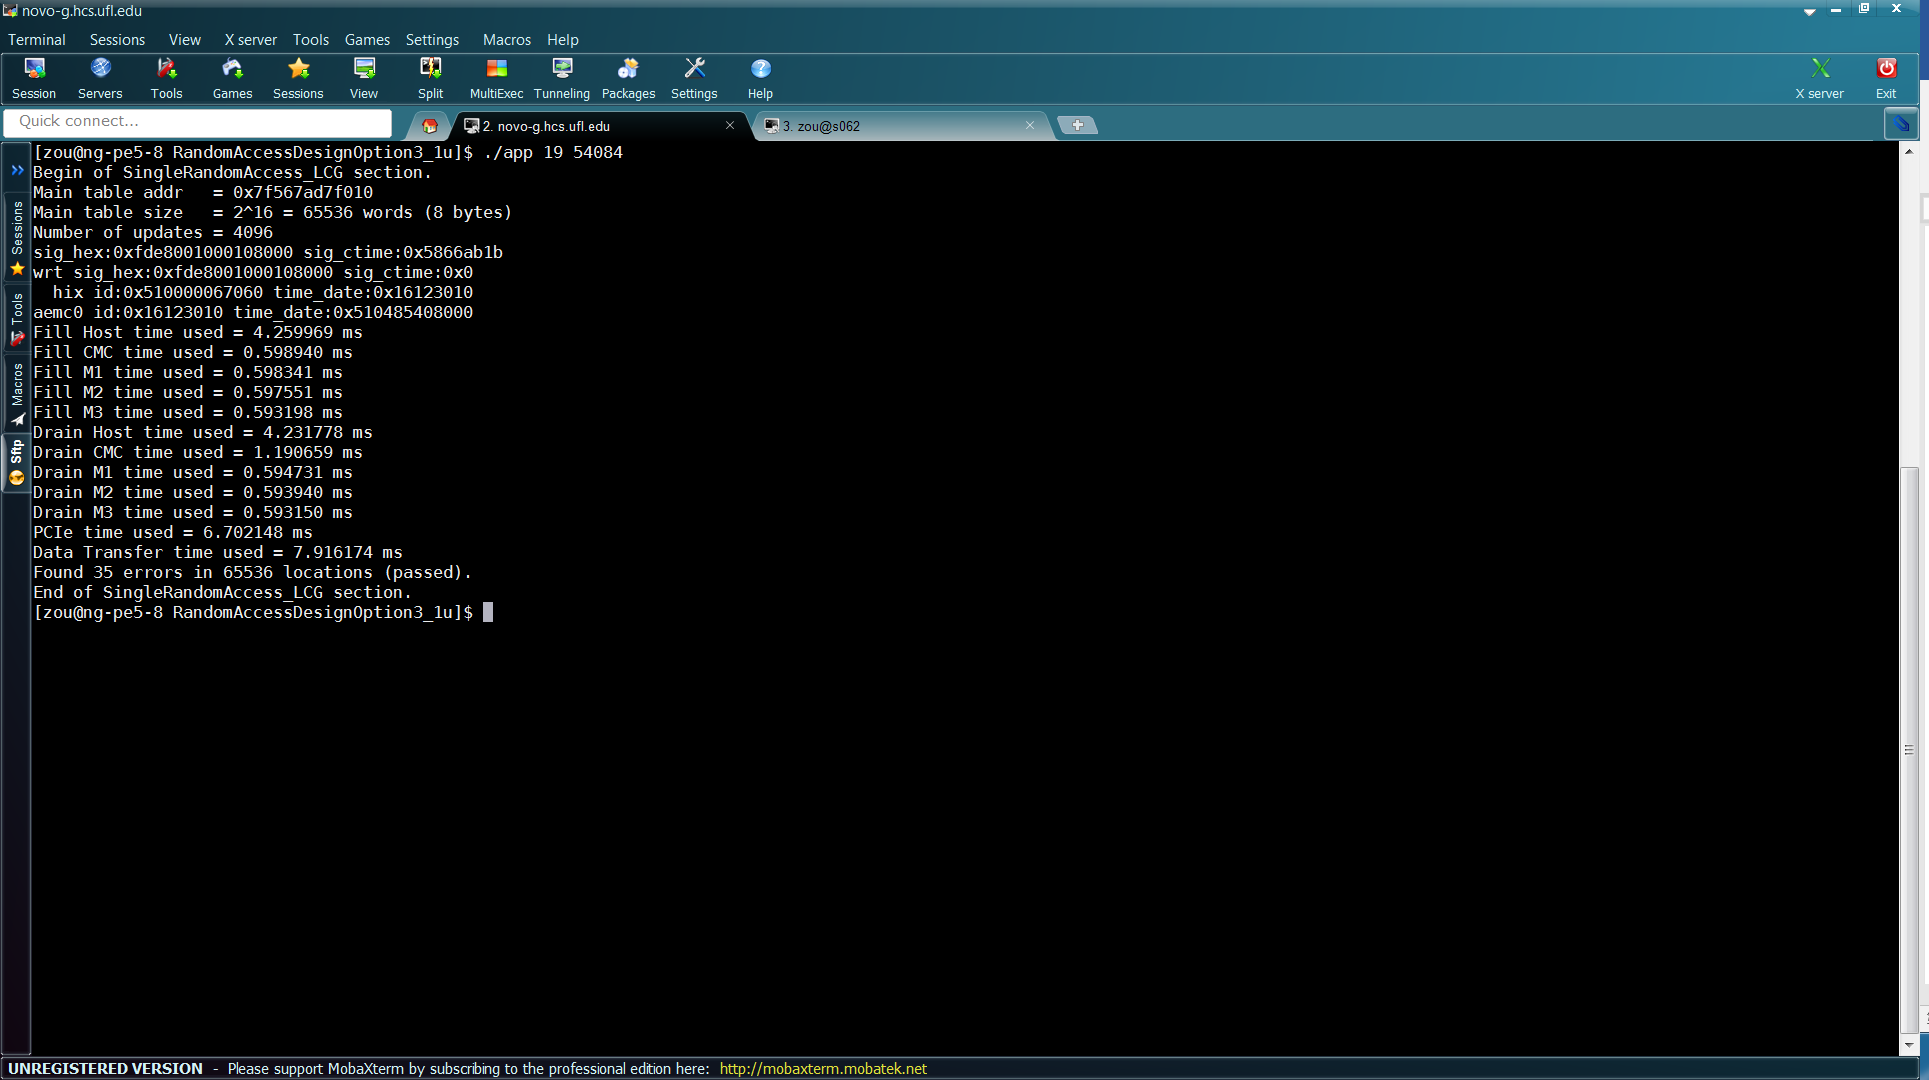 novo-g.hcs.ufl.edu
Terminal Sessions View X server Tools Games Settings Macros Help
Session Servers Tools Games Sessions View Split MultiExec Tunneling Packages Settings Help X server Exit
Quick connect...
2. novo-g.hcs.ufl.edu
3. zou@s062
Sessions
Tools
Macros
Sftp
[zou@ng-pe5-8 RandomAccessDesignOption3_1u]$ ./app 19 54084
Begin of SingleRandomAccess_LCG section.
Main table addr   = 0x7f567ad7f010
Main table size   = 2^16 = 65536 words (8 bytes)
Number of updates = 4096
sig_hex:0xfde8001000108000 sig_ctime:0x5866ab1b
wrt sig_hex:0xfde8001000108000 sig_ctime:0x0
  hix id:0x510000067060 time_date:0x16123010
aemc0 id:0x16123010 time_date:0x510485408000
Fill Host time used = 4.259969 ms
Fill CMC time used = 0.598940 ms
Fill M1 time used = 0.598341 ms
Fill M2 time used = 0.597551 ms
Fill M3 time used = 0.593198 ms
Drain Host time used = 4.231778 ms
Drain CMC time used = 1.190659 ms
Drain M1 time used = 0.594731 ms
Drain M2 time used = 0.593940 ms
Drain M3 time used = 0.593150 ms
PCIe time used = 6.702148 ms
Data Transfer time used = 7.916174 ms
Found 35 errors in 65536 locations (passed).
End of SingleRandomAccess_LCG section.
[zou@ng-pe5-8 RandomAccessDesignOption3_1u]$
UNREGISTERED VERSION - Please support MobaXterm by subscribing to the professional edition here: http://mobaxterm.mobatek.net